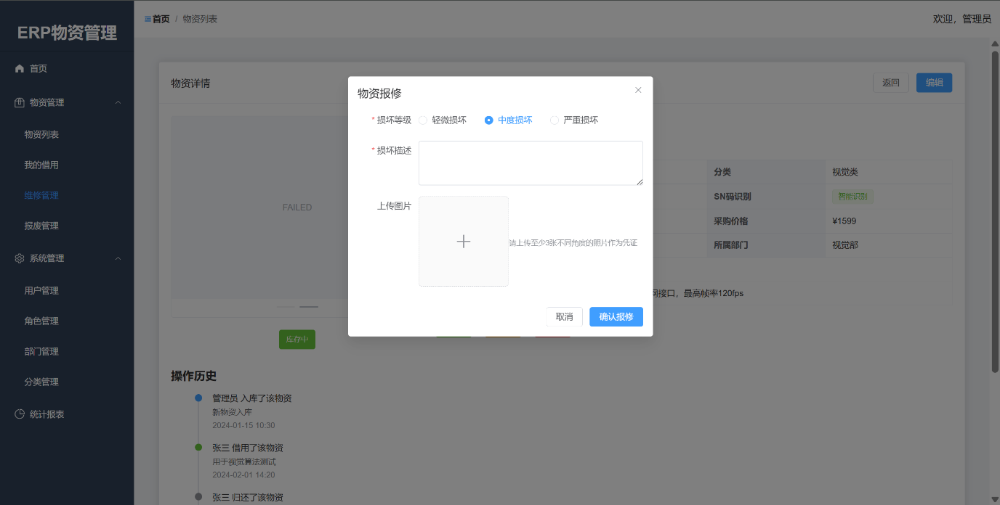 ERP物资管理
首页
物资管理
物资列表
我的借用
维修管理
报废管理
系统管理
用户管理
角色管理
部门管理
分类管理
统计报表
首页 / 物资列表
欢迎，管理员
物资详情
返回
编辑
FAILED
库存中
分类 视觉类
SN码识别 智能识别
采购价格 ¥1599
所属部门 视觉部
网接口，最高帧率120fps
物资报修
* 损坏等级 轻微损坏 中度损坏 严重损坏
* 损坏描述
上传图片
请上传至少3张不同角度的照片作为凭证
取消
确认报修
操作历史
管理员 入库了该物资
新物资入库
2024-01-15 10:30
张三 借用了该物资
用于视觉算法测试
2024-02-01 14:20
张三 归还了该物资